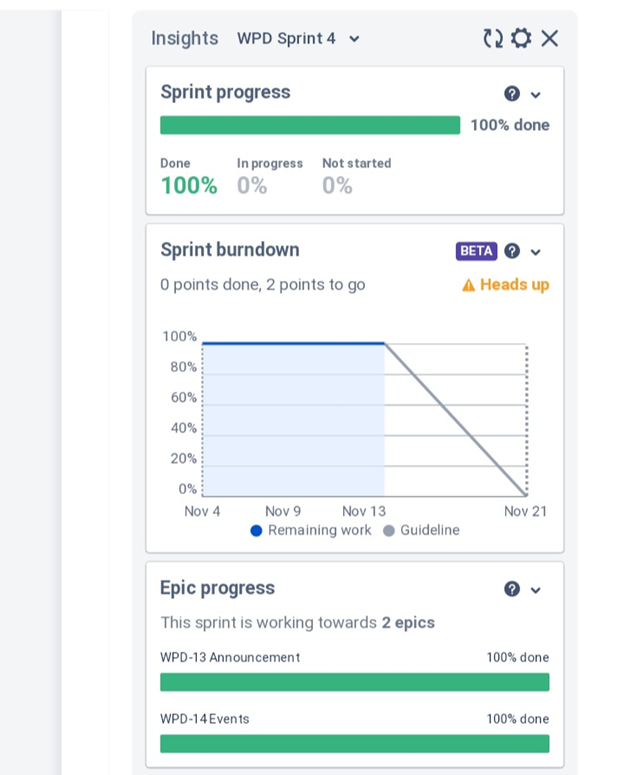 Insights WPD Sprint 4
Sprint progress
100% done
Done In progress Not started
100% 0% 0%
Sprint burndown BETA
0 points done, 2 points to go Heads up
100%
80%
60%
40%
20%
0%
Nov 4 Nov 9 Nov 13 Nov 21
Remaining work Guideline
Epic progress
This sprint is working towards 2 epics
WPD-13 Announcement 100% done
WPD-14 Events 100% done